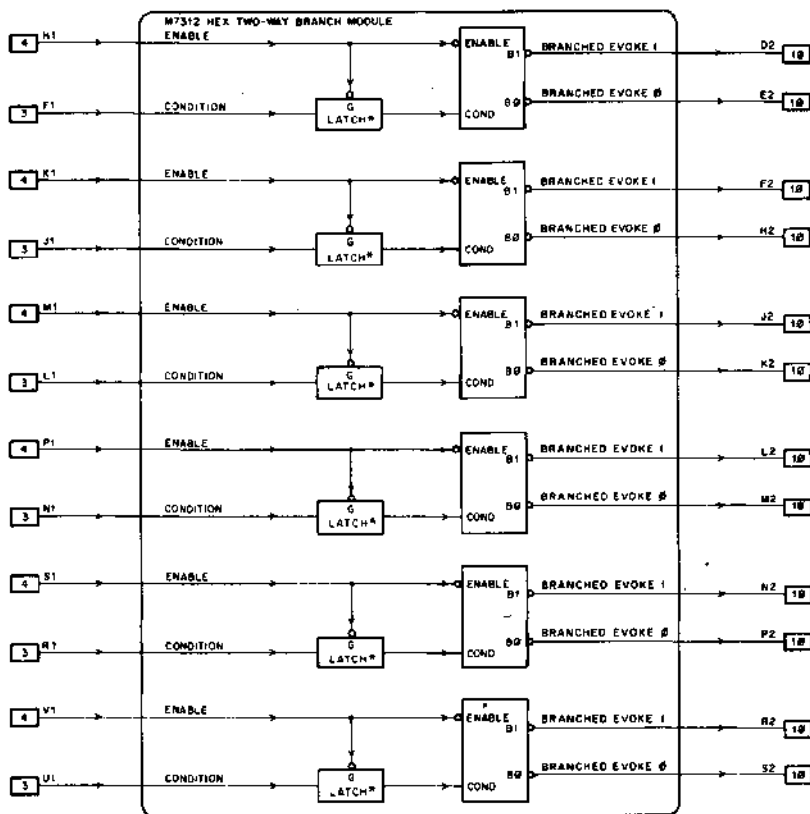 M7312 HEX TWO-WAY BRANCH MODULE
4 H1 ENABLE ENABLE B1 BRANCHED EVOKE 1 D2 10
3 F1 CONDITION G LATCH* COND B0 BRANCHED EVOKE Ø E2 10
4 K1 ENABLE ENABLE B1 BRANCHED EVOKE 1 F2 10
3 J1 CONDITION G LATCH* COND B0 BRANCHED EVOKE Ø H2 10
4 M1 ENABLE ENABLE B1 BRANCHED EVOKE 1 J2 10
3 L1 CONDITION G LATCH* COND B0 BRANCHED EVOKE Ø K2 10
4 P1 ENABLE ENABLE B1 BRANCHED EVOKE 1 L2 10
3 N1 CONDITION G LATCH* COND B0 BRANCHED EVOKE Ø M2 10
4 S1 ENABLE ENABLE B1 BRANCHED EVOKE 1 N2 10
3 R1 CONDITION G LATCH* COND B0 BRANCHED EVOKE Ø P2 10
4 V1 ENABLE ENABLE B1 BRANCHED EVOKE 1 R2 10
3 U1 CONDITION G LATCH* COND B0 BRANCHED EVOKE Ø S2 10